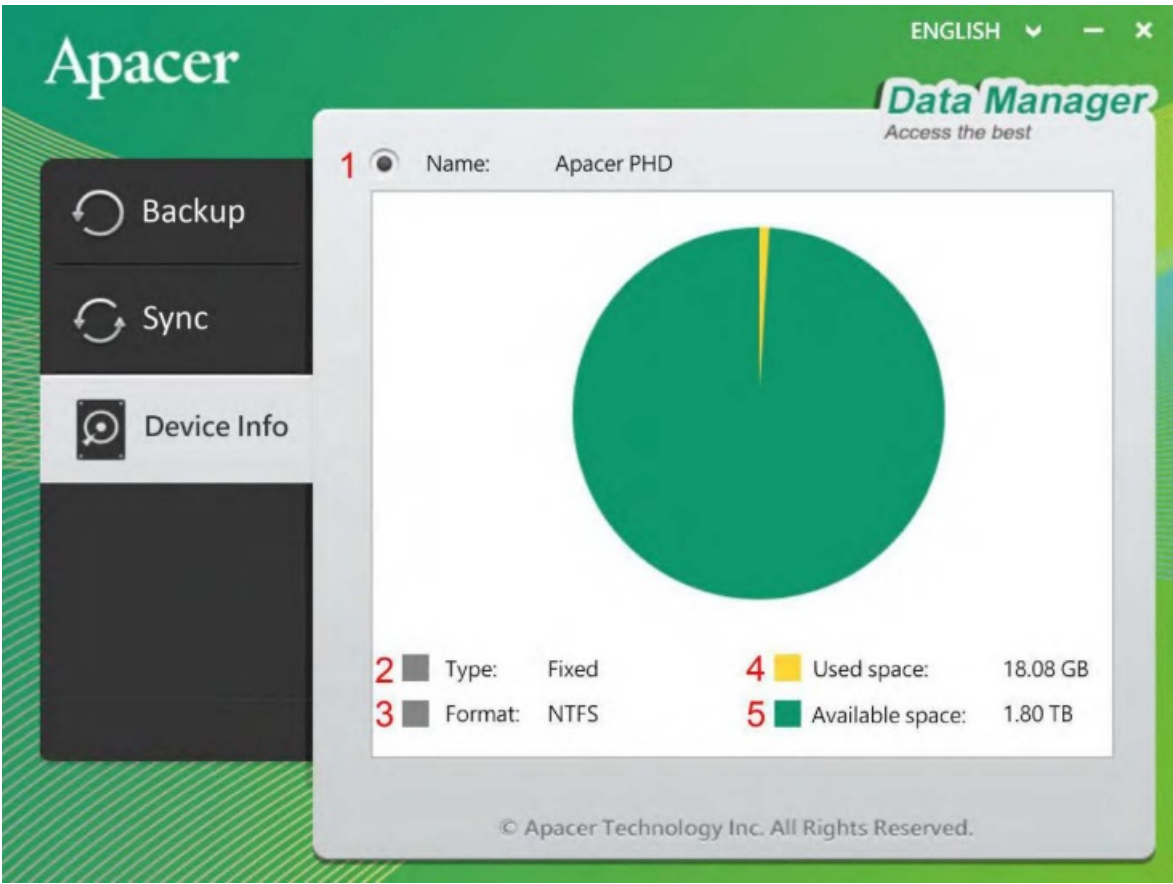 ENGLISH
Apacer
Data Manager
Access the best
1 Name: Apacer PHD
Backup
Sync
Device Info
2 Type: Fixed
4 Used space: 18.08 GB
3 Format: NTFS
5 Available space: 1.80 TB
© Apacer Technology Inc. All Rights Reserved.